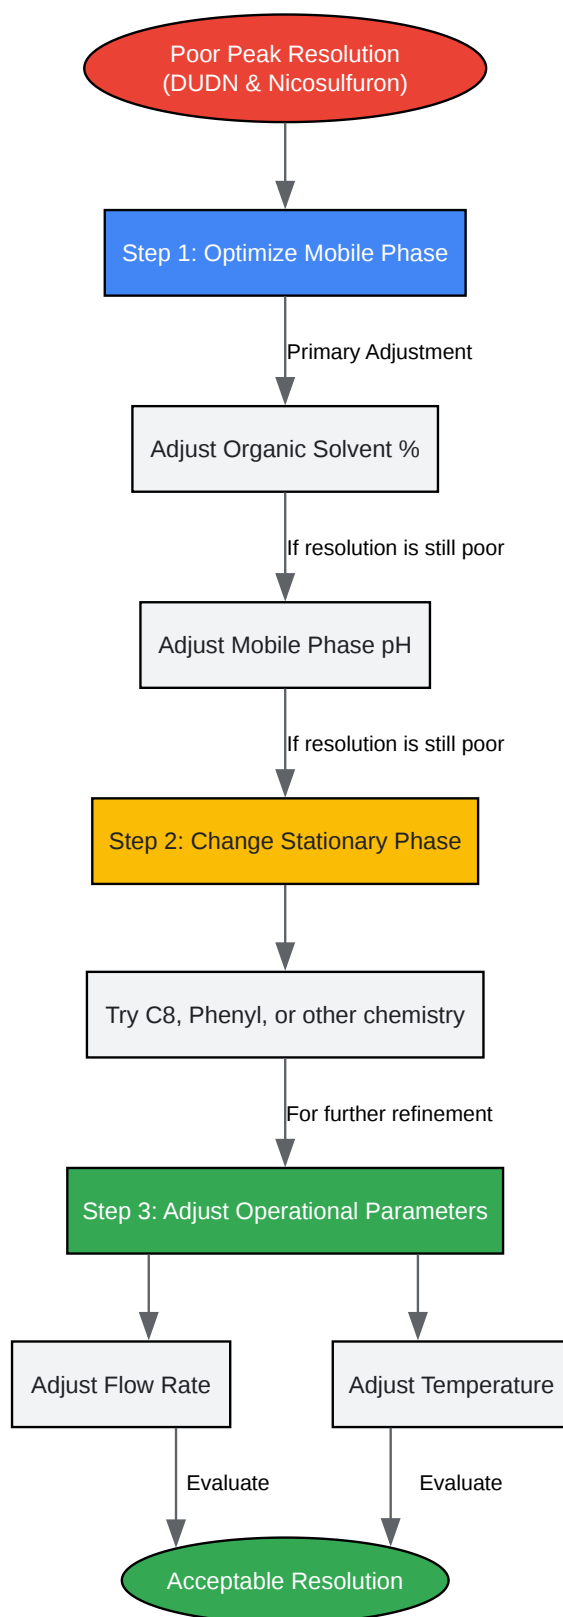 Poor Peak Resolution
(DUDN & Nicosulfuron)
Step 1: Optimize Mobile Phase
Primary Adjustment
Adjust Organic Solvent %
If resolution is still poor
Adjust Mobile Phase pH
If resolution is still poor
Step 2: Change Stationary Phase
Try C8, Phenyl, or other chemistry
For further refinement
Step 3: Adjust Operational Parameters
Adjust Flow Rate
Adjust Temperature
Evaluate
Evaluate
Acceptable Resolution